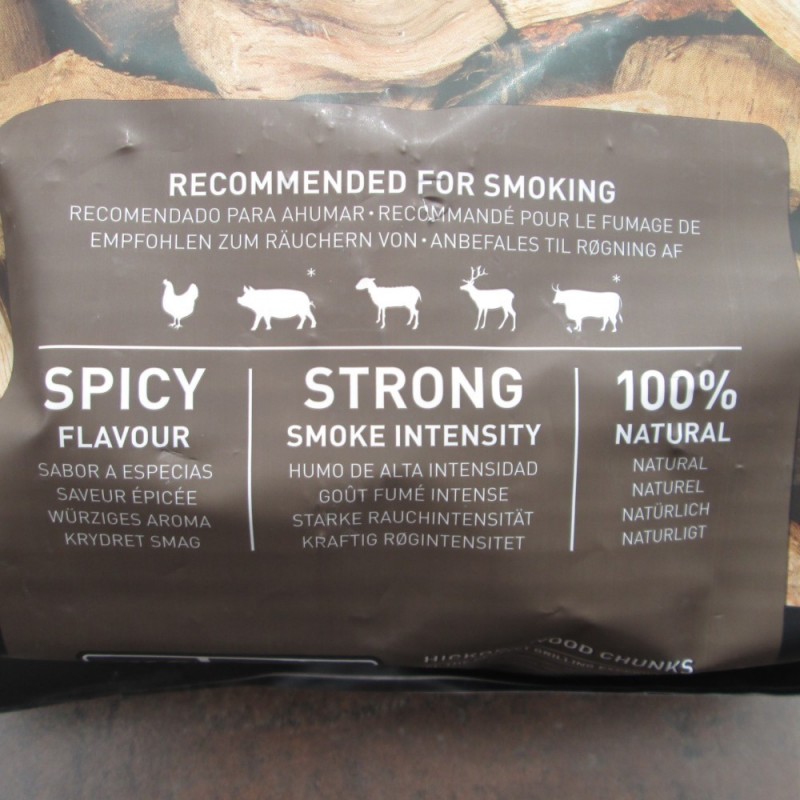 RECOMMENDED FOR SMOKING
RECOMENDADO PARA AHUMAR • RECOMMANDÉ POUR LE FUMAGE DE
EMPFOHLEN ZUM RÄUCHERN VON • ANBEFALES TIL RØGNING AF
* *
SPICY
FLAVOUR
SABOR A ESPECIAS
SAVEUR ÉPICÉE
WÜRZIGES AROMA
KRYDRET SMAG
STRONG
SMOKE INTENSITY
HUMO DE ALTA INTENSIDAD
GOÛT FUMÉ INTENSE
STARKE RAUCHINTENSITÄT
KRAFTIG RØGINTENSITET
100%
NATURAL
NATURAL
NATUREL
NATÜRLICH
NATURLIGT
CHUNKS